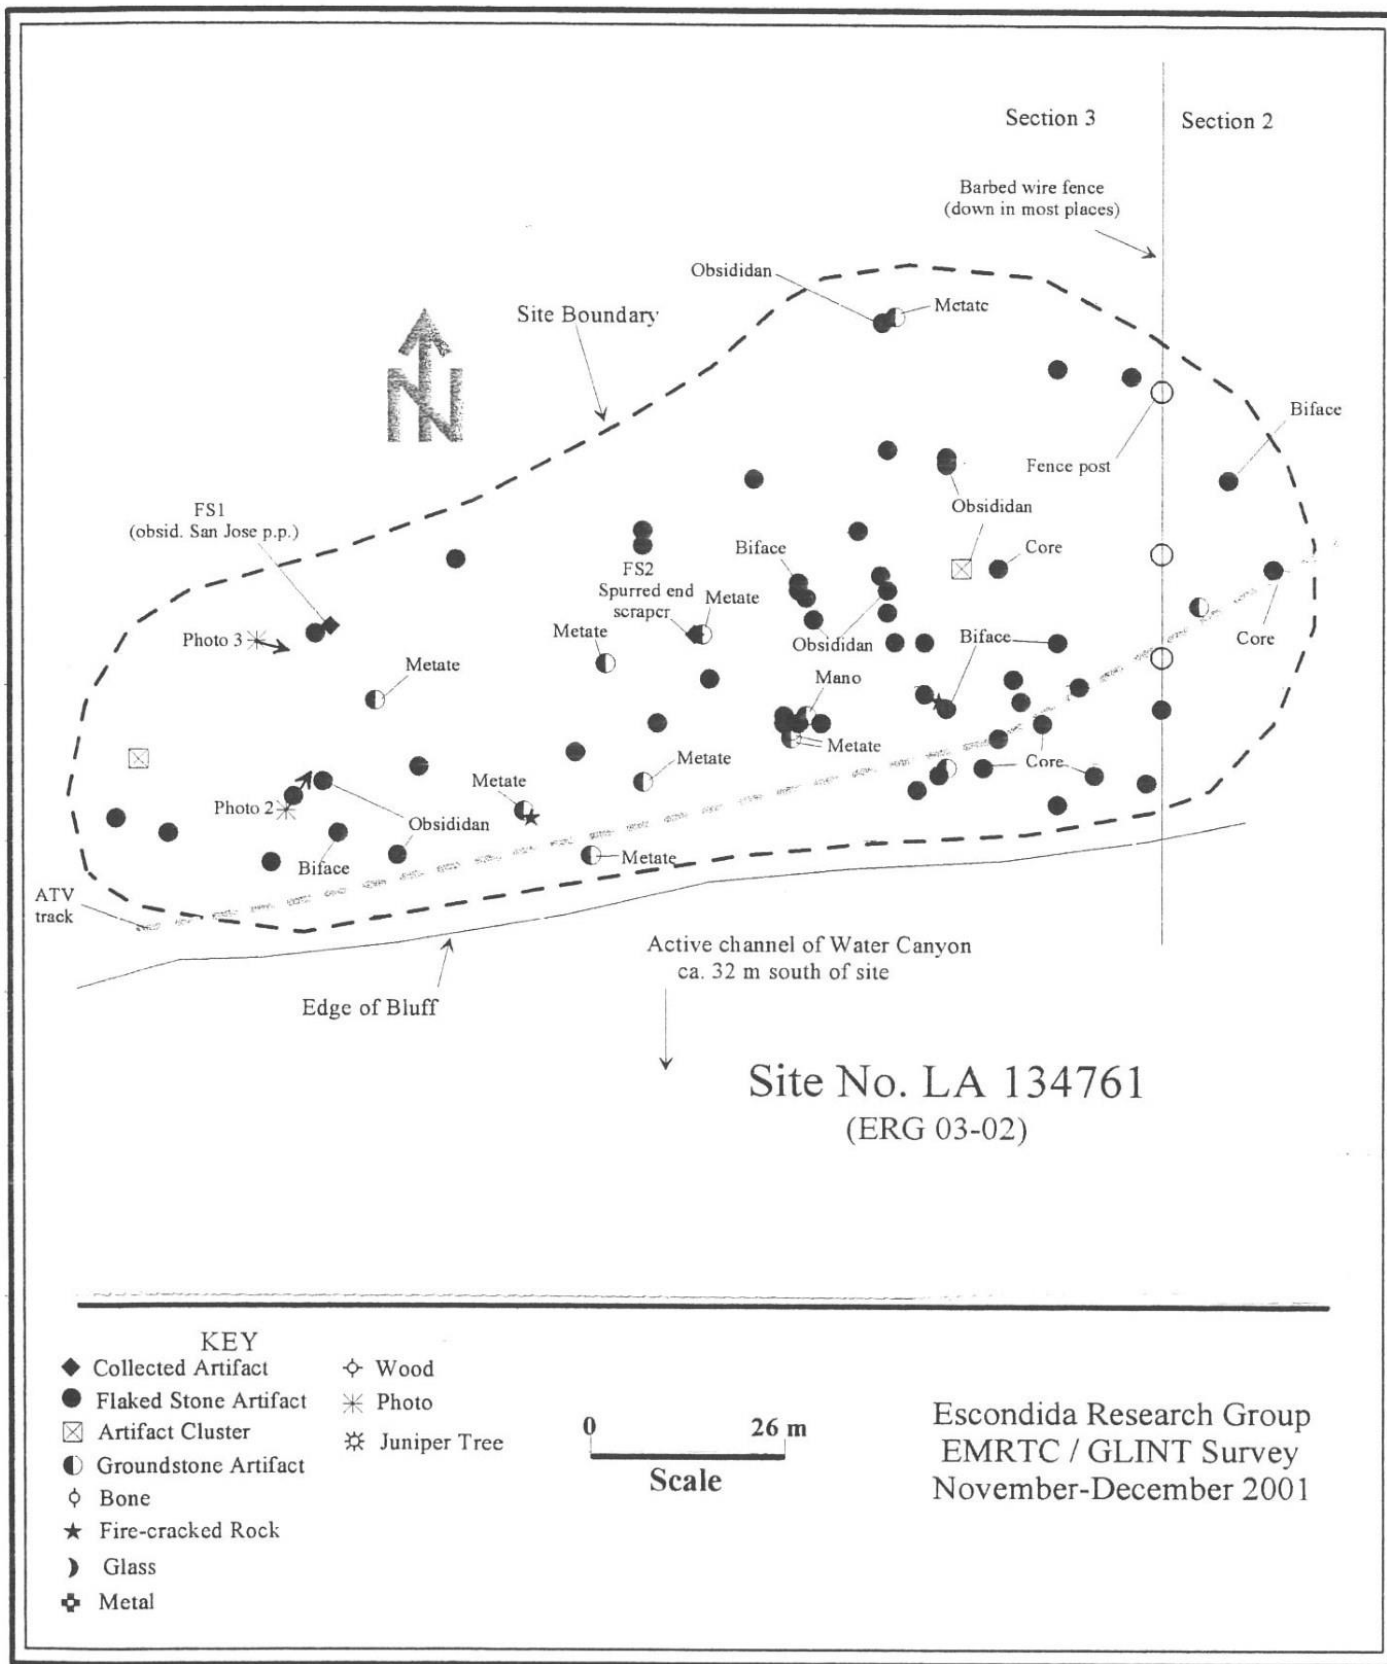 Section 3
Section 2
Barbed wire fence
(down in most places)
Obsididan
Metate
Site Boundary
N
Biface
Fence post
FS1
(obsid. San Jose p.p.)
Obsididan
Biface
Core
FS2
Spurred end
scraper
Metate
Metate
Photo 3
Obsididan
Biface
Core
Metate
Mano
Metate
Metate
Core
Metate
Photo 2
Obsididan
Biface
Metate
ATV
track
Active channel of Water Canyon
ca. 32 m south of site
Edge of Bluff
Site No. LA 134761
(ERG 03-02)
KEY
Collected Artifact
Flaked Stone Artifact
Artifact Cluster
Groundstone Artifact
Bone
Fire-cracked Rock
Glass
Metal
Wood
Photo
Juniper Tree
0
26 m
Scale
Escondida Research Group
EMRTC / GLINT Survey
November-December 2001